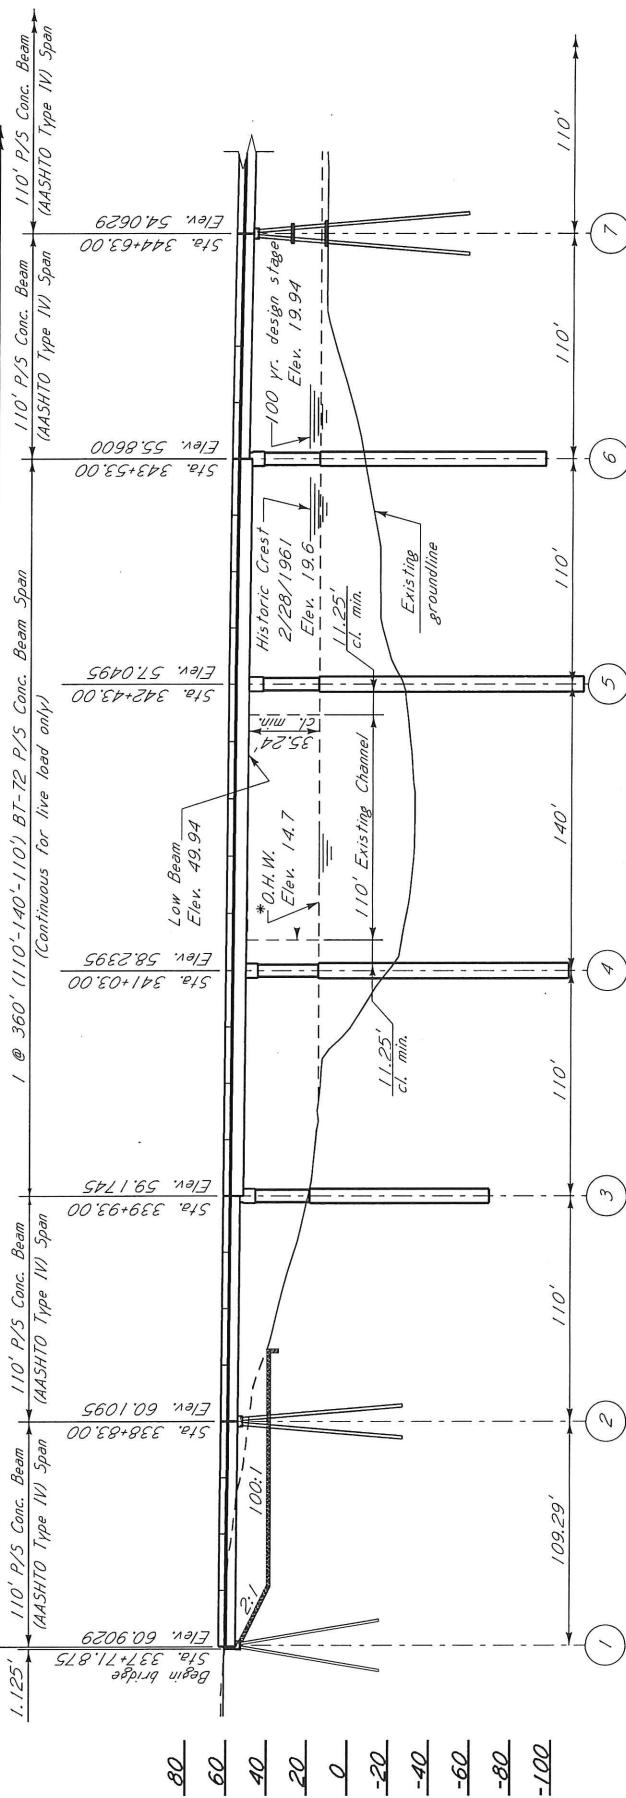 1.125'
110' P/S Conc. Beam
(AASHTO Type IV) Span
110' P/S Conc. Beam
(AASHTO Type IV) Span
1 @ 360' (110'-140'-110') BT-72 P/S Conc. Beam Span
(Continuous for live load only)
110' P/S Conc. Beam
(AASHTO Type IV) Span
110' P/S Conc. Beam
(AASHTO Type IV) Span
Begin bridge
Sta. 337+71.875
Elev. 60.9029
Sta. 338+83.00
Elev. 60.1095
Sta. 339+93.00
Elev. 59.1745
Sta. 341+03.00
Elev. 58.2395
Sta. 342+43.00
Elev. 57.0495
Sta. 343+53.00
Elev. 55.8600
Sta. 344+63.00
Elev. 54.0629
80
60
40
20
0
-20
-40
-60
-80
-100
2:1
100:1
Low Beam
Elev. 49.94
*O.H.W.
Elev. 14.7
35.24'
cl. min.
Historic Crest
2/28/1961
Elev. 19.6
100 yr. design stage
Elev. 19.94
11.25'
cl. min.
110' Existing Channel
11.25'
cl. min.
Existing
groundline
109.29'
110'
110'
140'
110'
110'
110'
1
2
3
4
5
6
7